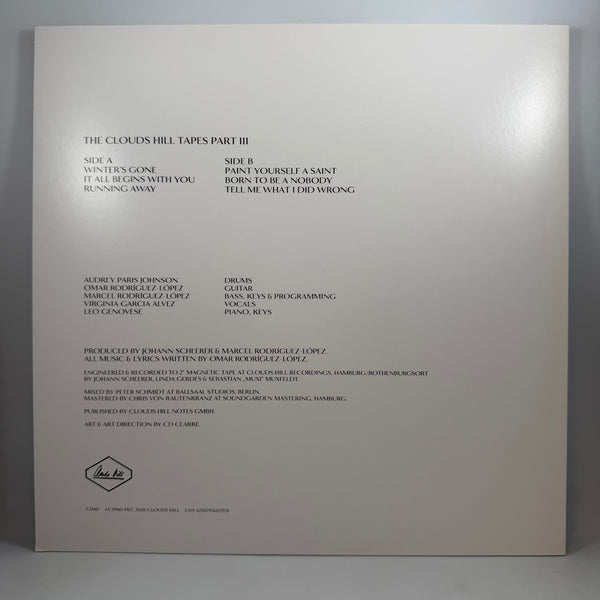 THE CLOUDS HILL TAPES PART III
SIDE A
WINTER'S GONE
IT ALL BEGINS WITH YOU
RUNNING AWAY
SIDE B
PAINT YOURSELF A SAINT
BORN TO BE A NOBODY
TELL ME WHAT I DID WRONG
AUDREY PARIS JOHNSON DRUMS
OMAR RODRÍGUEZ-LÓPEZ GUITAR
MARCEL RODRÍGUEZ-LÓPEZ BASS, KEYS & PROGRAMMING
VIRGINIA GARCIA ALVEZ VOCALS
LEO GENOVESE PIANO, KEYS
PRODUCED BY JOHANN SCHEERER & MARCEL RODRÍGUEZ-LÓPEZ.
ALL MUSIC & LYRICS WRITTEN BY OMAR RODRÍGUEZ-LÓPEZ.
ENGINEERED & RECORDED TO 2" MAGNETIC TAPE AT CLOUDS HILL RECORDINGS, HAMBURG/ROTHENBURGSORT
BY JOHANN SCHEERER, LINDA GERDES & SEBASTIAN „MUXI" MUXFELDT.
MIXED BY PETER SCHMIDT AT BALLSAAL STUDIOS, BERLIN.
MASTERED BY CHRIS VON RAUTENKRANZ AT SOUNDGARDEN MASTERING, HAMBURG.
PUBLISHED BY CLOUDS HILL NOTES GMBH.
ART & ART DIRECTION BY CD CLARKE.
Clouds Hill
2020 CLOUDS HILL EAN